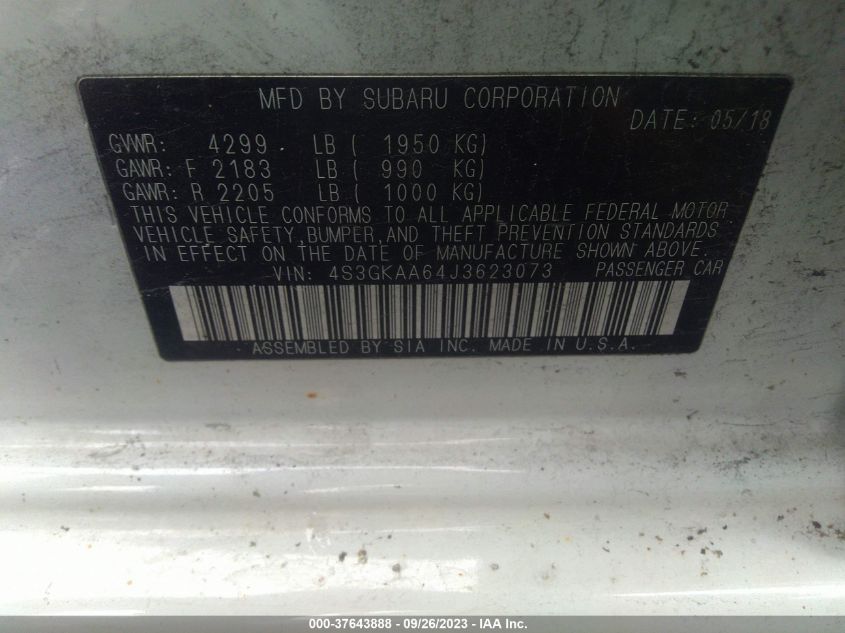 MFD BY SUBARU CORPORATION
DATE: 05/18
GVWR: 4299 LB ( 1950 KG)
GAWR: F 2183 LB ( 990 KG)
GAWR: R 2205 LB ( 1000 KG)
THIS VEHICLE CONFORMS TO ALL APPLICABLE FEDERAL MOTOR
VEHICLE SAFETY, BUMPER, AND THEFT PREVENTION STANDARDS
IN EFFECT ON THE DATE OF MANUFACTURE SHOWN ABOVE.
VIN: 4S3GKAA64J3623073 PASSENGER CAR
ASSEMBLED BY SIA INC. MADE IN U.S.A.
000-37643888 - 09/26/2023 - IAA Inc.